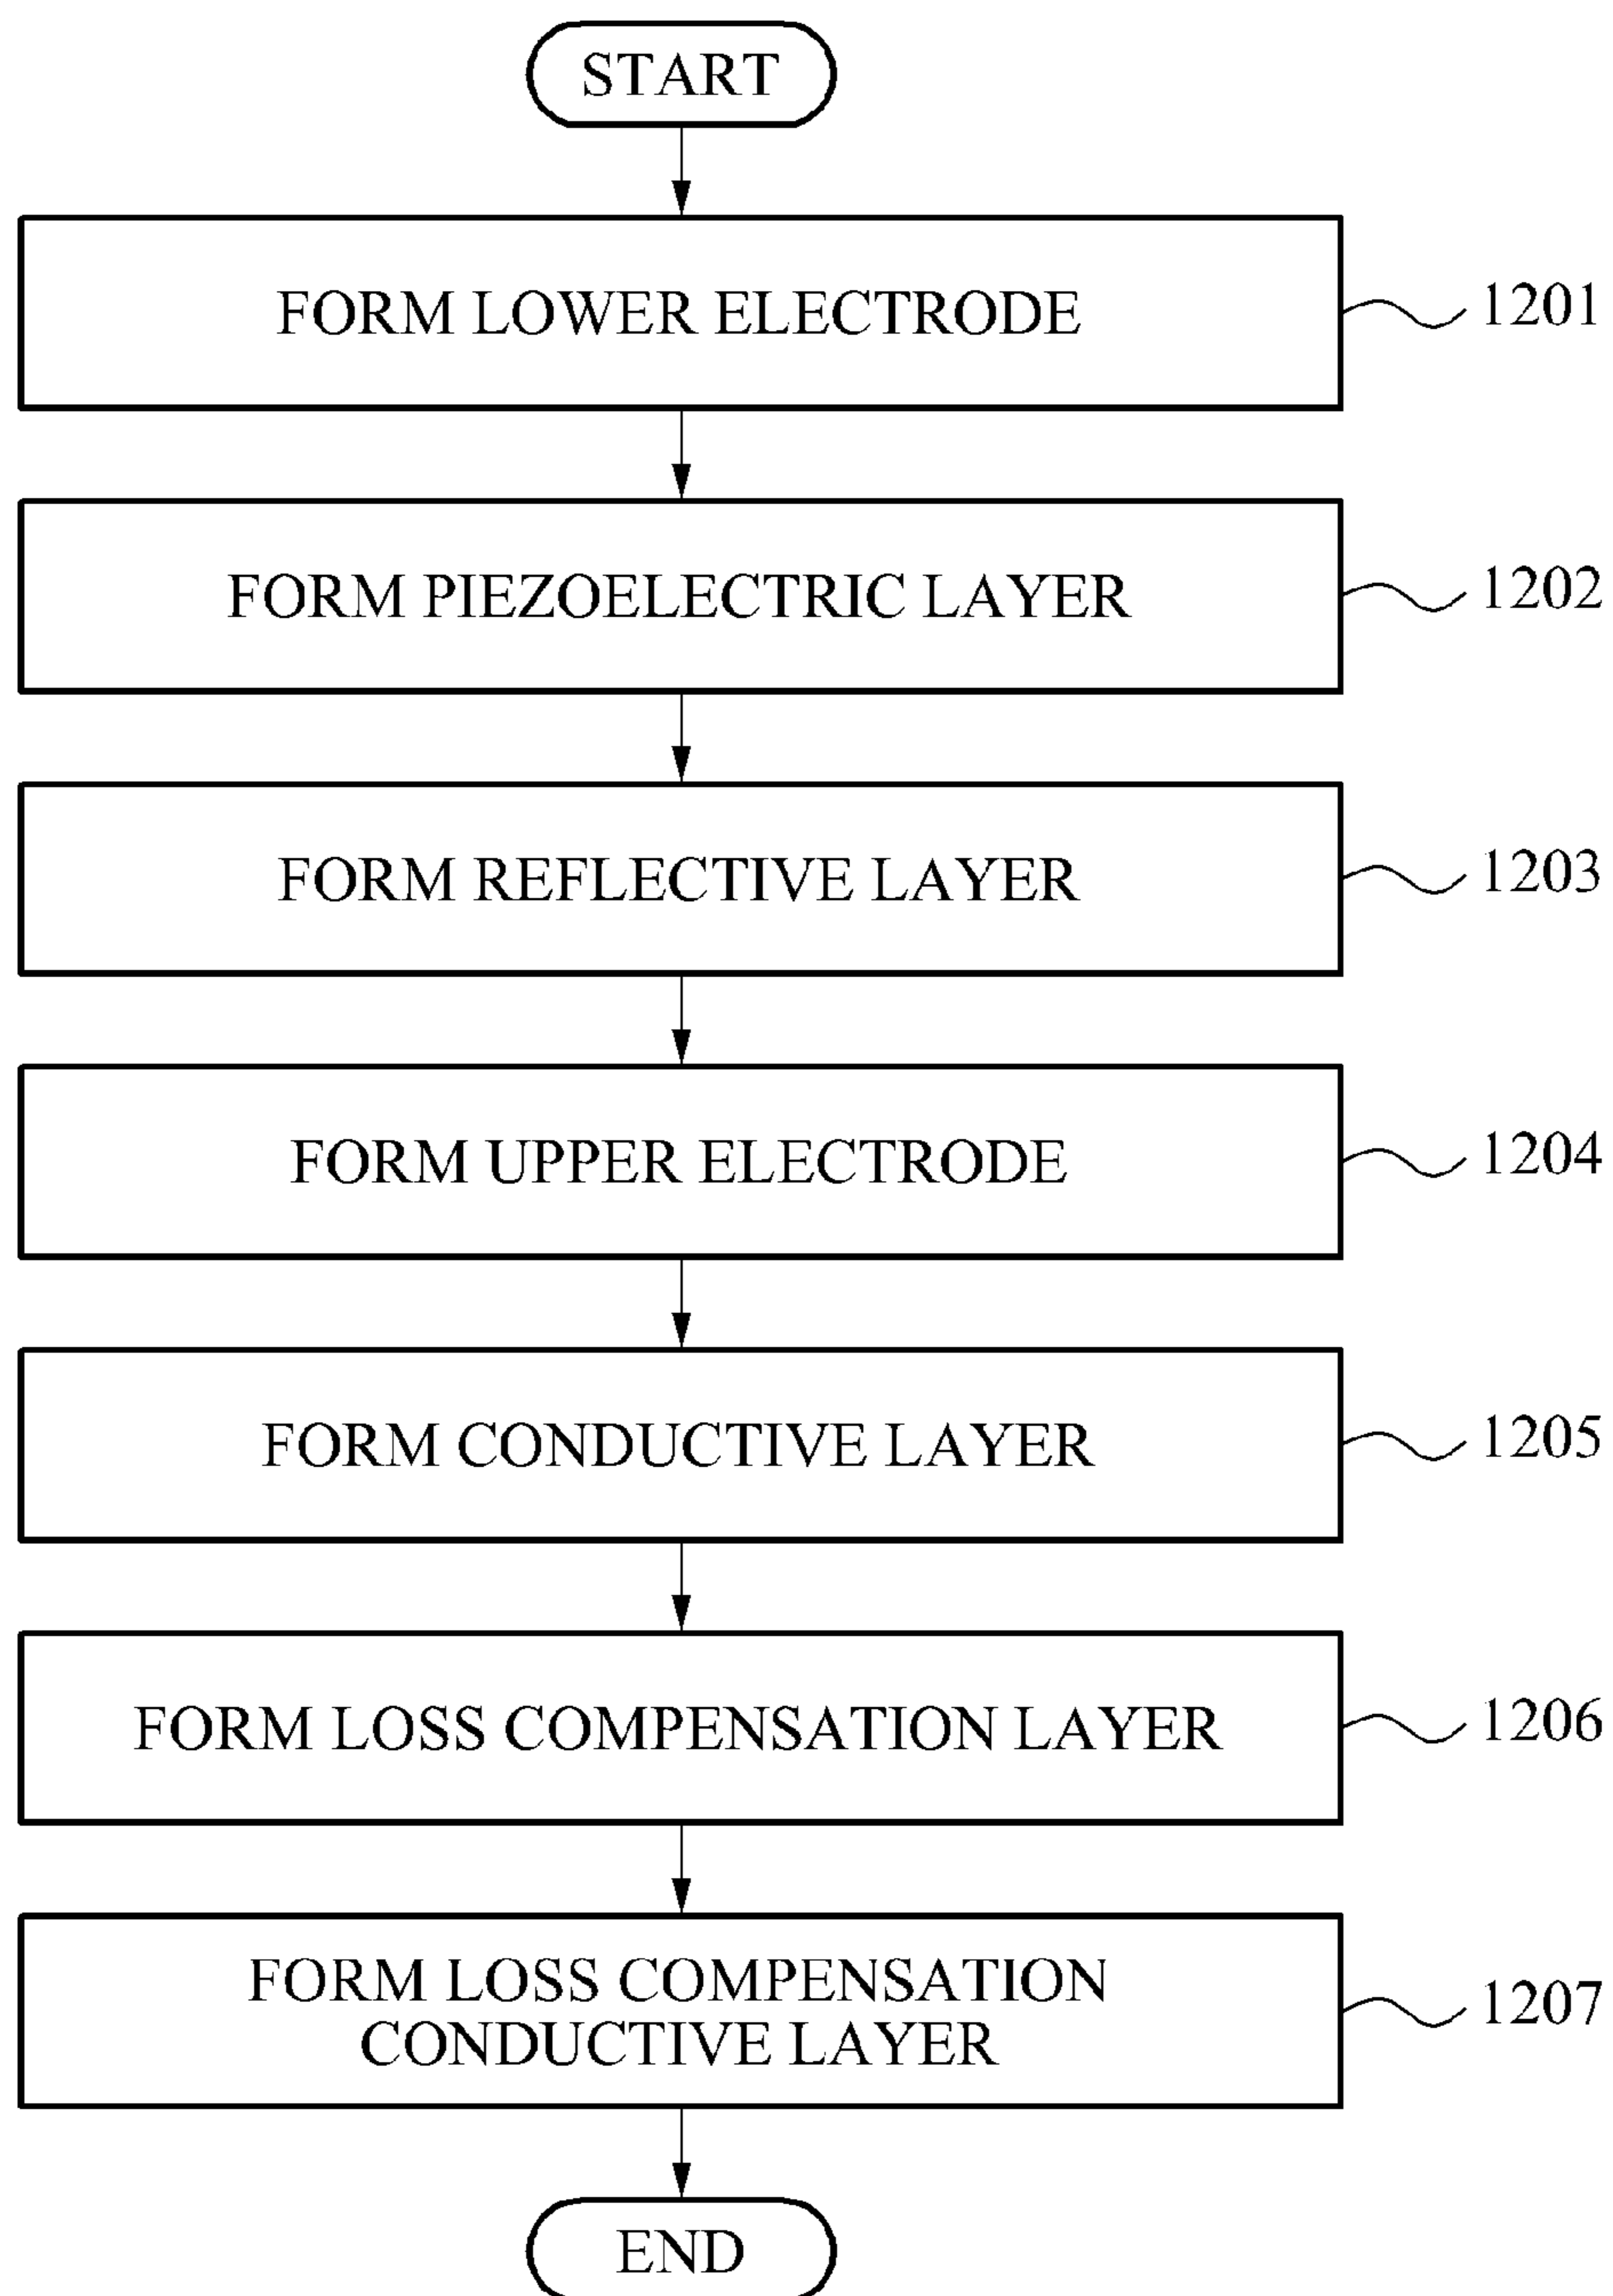 START
FORM LOWER ELECTRODE
1201
FORM PIEZOELECTRIC LAYER
1202
FORM REFLECTIVE LAYER
1203
FORM UPPER ELECTRODE
1204
FORM CONDUCTIVE LAYER
1205
FORM LOSS COMPENSATION LAYER
1206
FORM LOSS COMPENSATION
CONDUCTIVE LAYER
1207
END